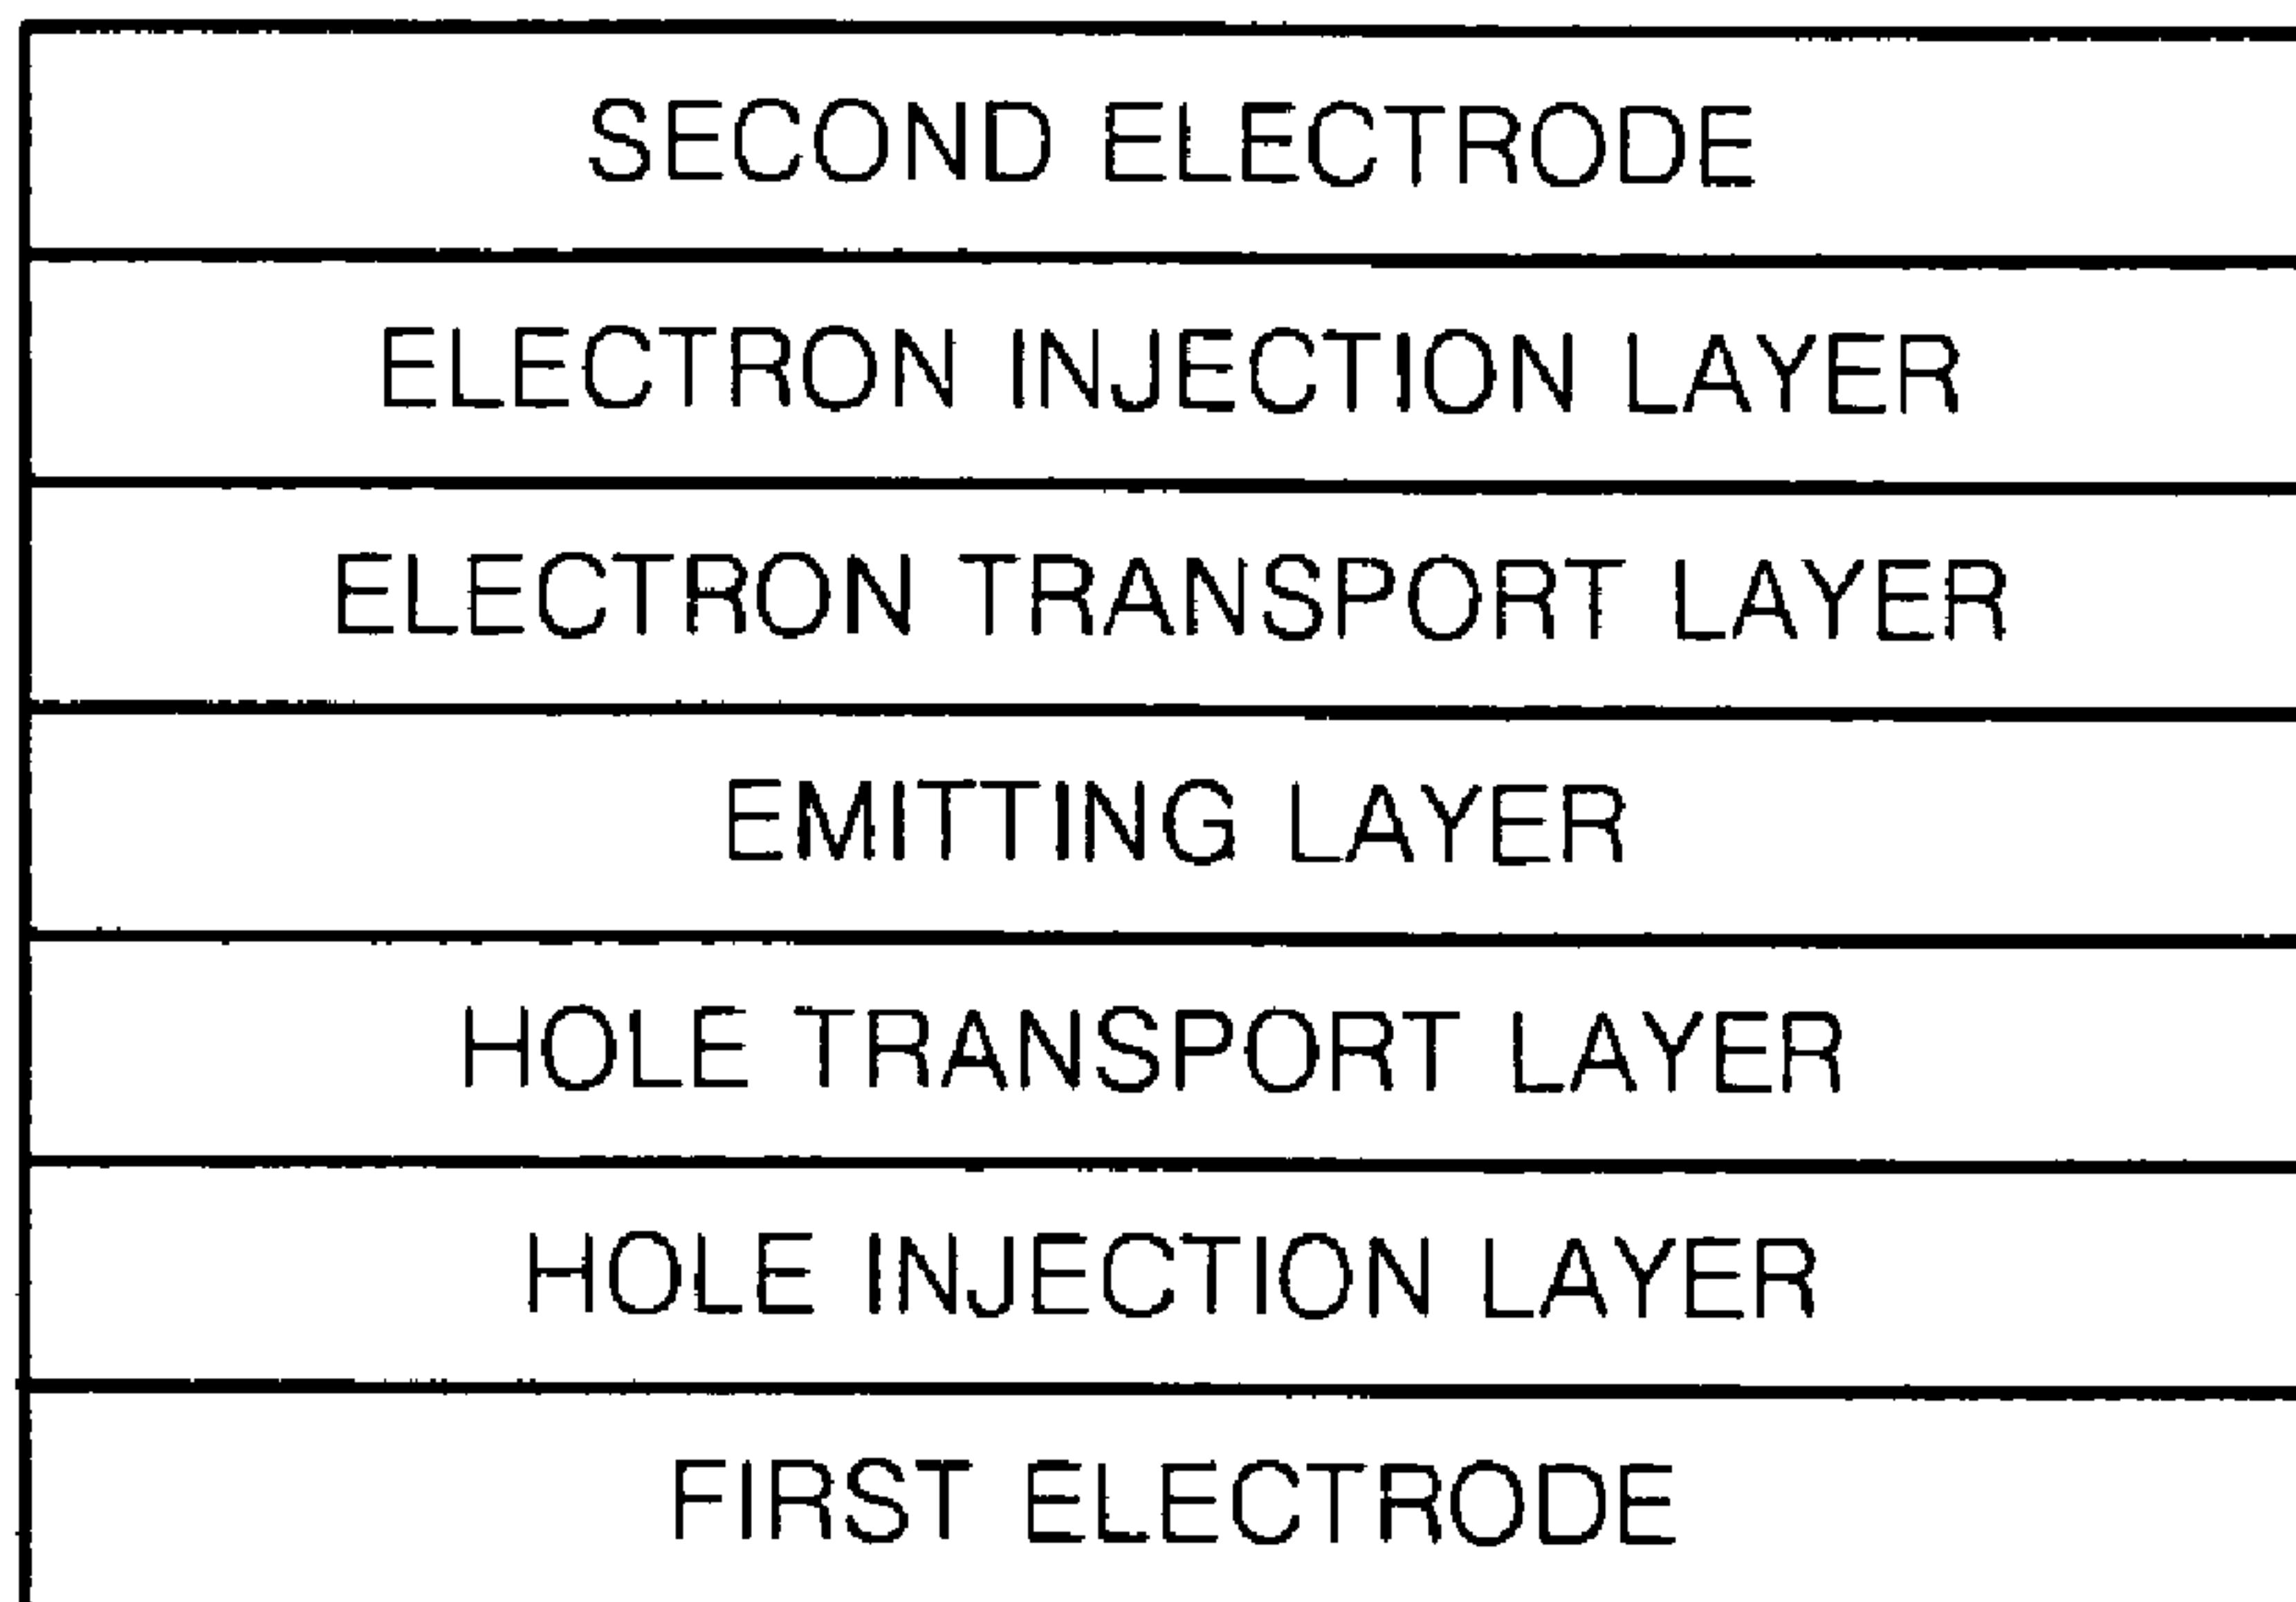 SECOND ELECTRODE
ELECTRON INJECTION LAYER
ELECTRON TRANSPORT LAYER
EMITTING LAYER
HOLE TRANSPORT LAYER
HOLE INJECTION LAYER
FIRST ELECTRODE